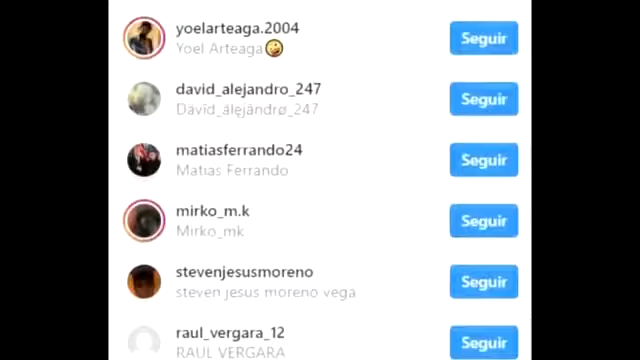 yoelarteaga.2004
Seguir
Yoel Arteaga🤪
david_alejandro_247
Seguir
Davíd_álejándrø_247
matiasferrando24
Seguir
Matias Ferrando
mirko_m.k
Seguir
Mirko_mk
stevenjesusmoreno
Seguir
steven jesus moreno vega
raul_vergara_12
Seguir
RAUL VERGARA